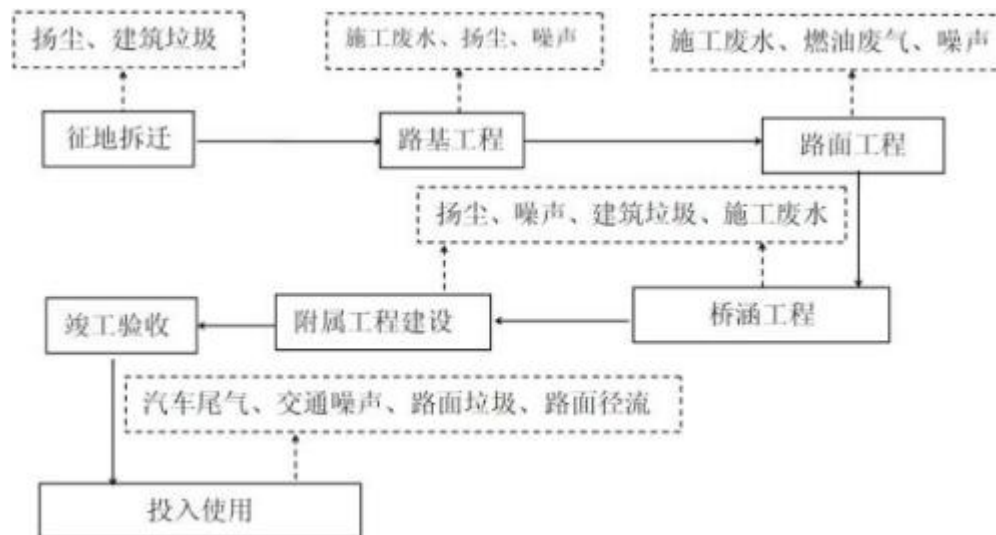 扬尘、建筑垃圾
施工废水、扬尘、噪声
施工废水、燃油废气、噪声
征地拆迁
路基工程
路面工程
扬尘、噪声、建筑垃圾、施工废水
竣工验收
附属工程建设
桥涵工程
汽车尾气、交通噪声、路面垃圾、路面径流
投入使用